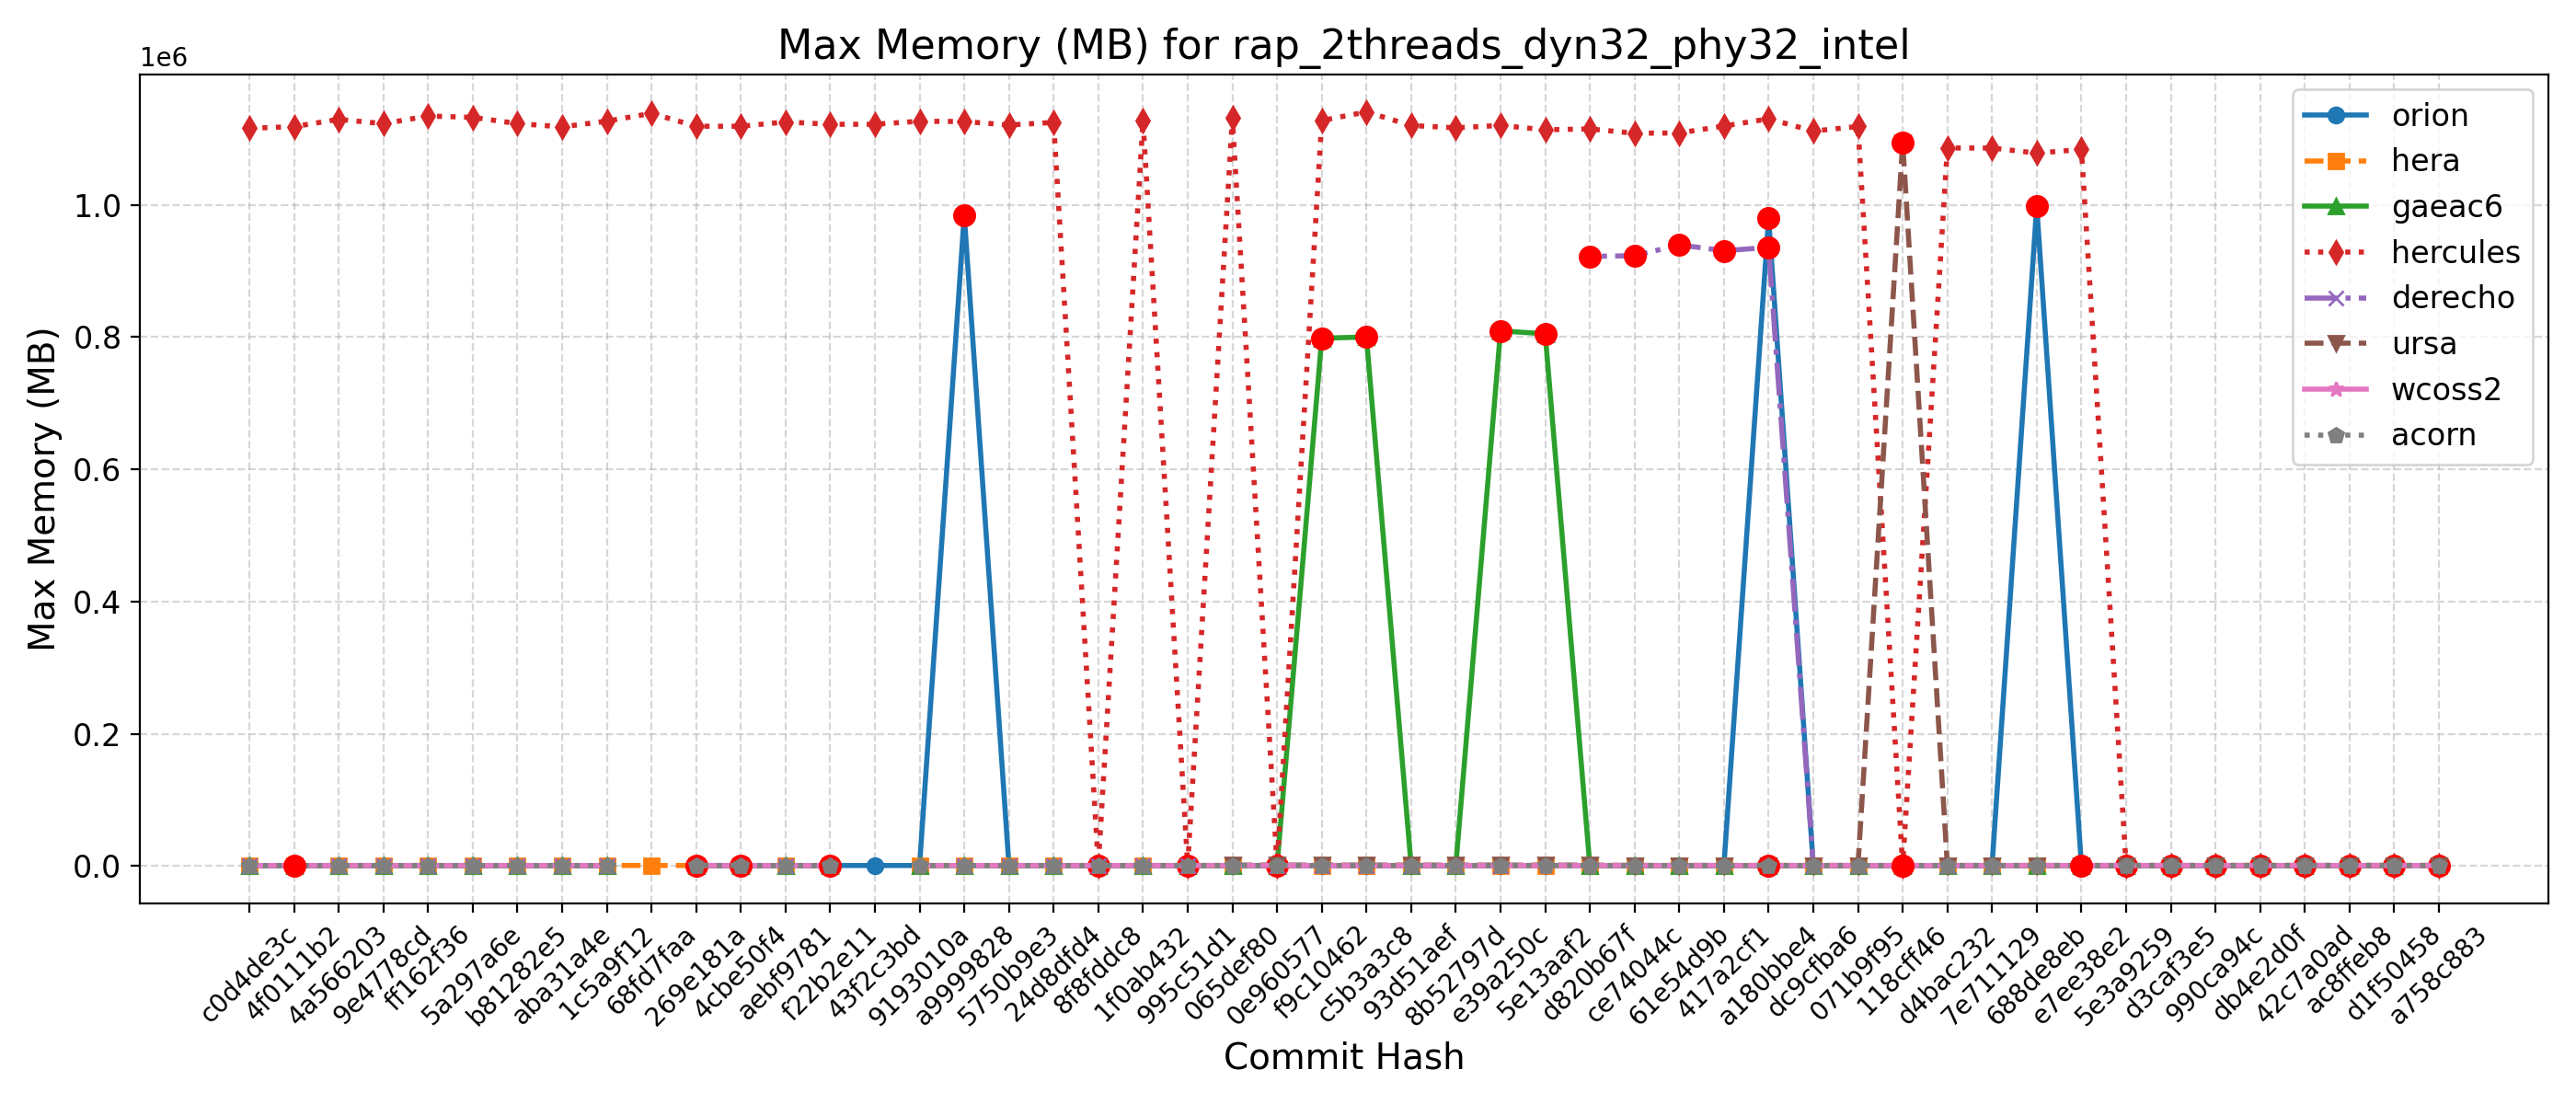 Max Memory (MB) for rap_2threads_dyn32_phy32_intel
1e6
1.0
0.8
0.6
0.4
0.2
0.0
Max Memory (MB)
orion
hera
gaeac6
hercules
derecho
ursa
wcoss2
acorn
c0d4de3c
4f0111b2
4a566203
9e4778cd
ff162f36
5a297a6e
b81282e5
aba31a4e
1c5a9f12
68fd7faa
269e181a
4cbe50f4
aebf9781
f22b2e11
43f2c3bd
9193010a
a9999828
5750b9e3
24d8dfd4
8f8fddc8
1f0ab432
995c51d1
065def80
0e960577
f9c10462
c5b3a3c8
93d51aef
8b52797d
e39a250c
5e13aaf2
d820b67f
ce74044c
61e54d9b
417a2cf1
a180bbe4
dc9cfba6
071b9f95
118cff46
d4bac232
7e711129
688de8eb
e7ee38e2
5e3a9259
d3caf3e5
990ca94c
db4e2d0f
42c7a0ad
ac8ffeb8
d1f50458
a758c883
Commit Hash